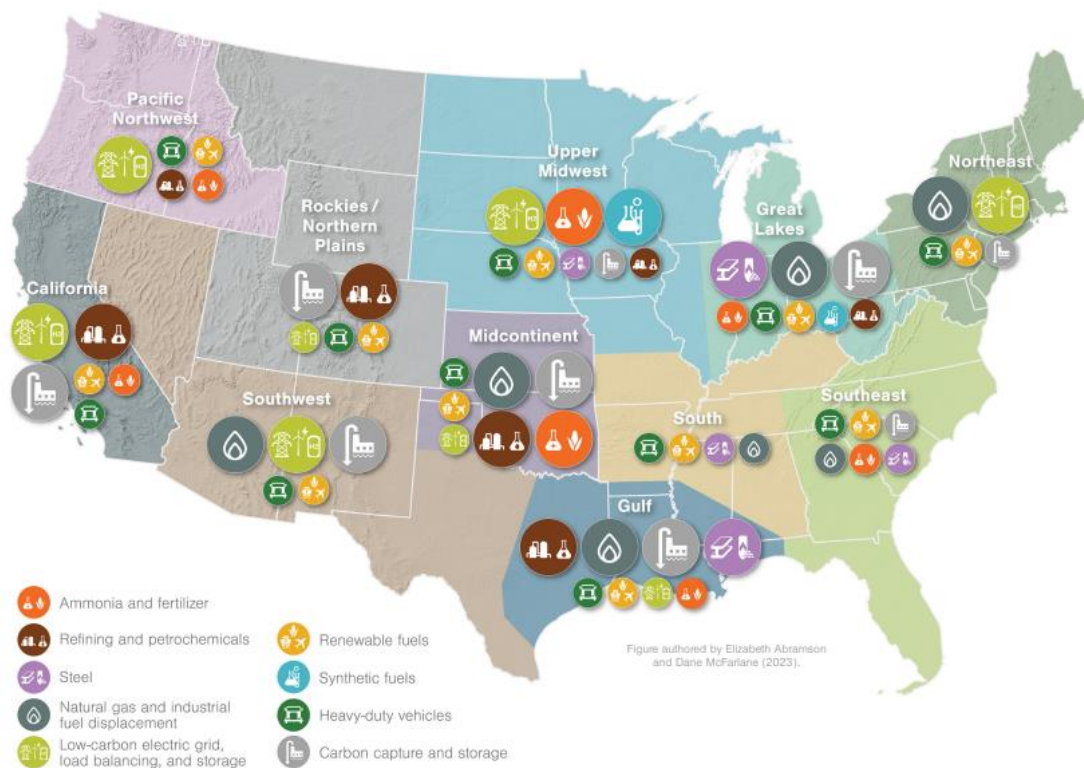 Pacific
Northwest
Rockies /
Northern
Plains
Upper
Midwest
Great
Lakes
Northeast
California
Midcontinent
Southwest
South
Southeast
Gulf
Ammonia and fertilizer
Refining and petrochemicals
Steel
Natural gas and industrial
fuel displacement
Low-carbon electric grid,
load balancing, and storage
Renewable fuels
Synthetic fuels
Heavy-duty vehicles
Carbon capture and storage
Figure authored by Elizabeth Abramson
and Dane McFarlane (2023).